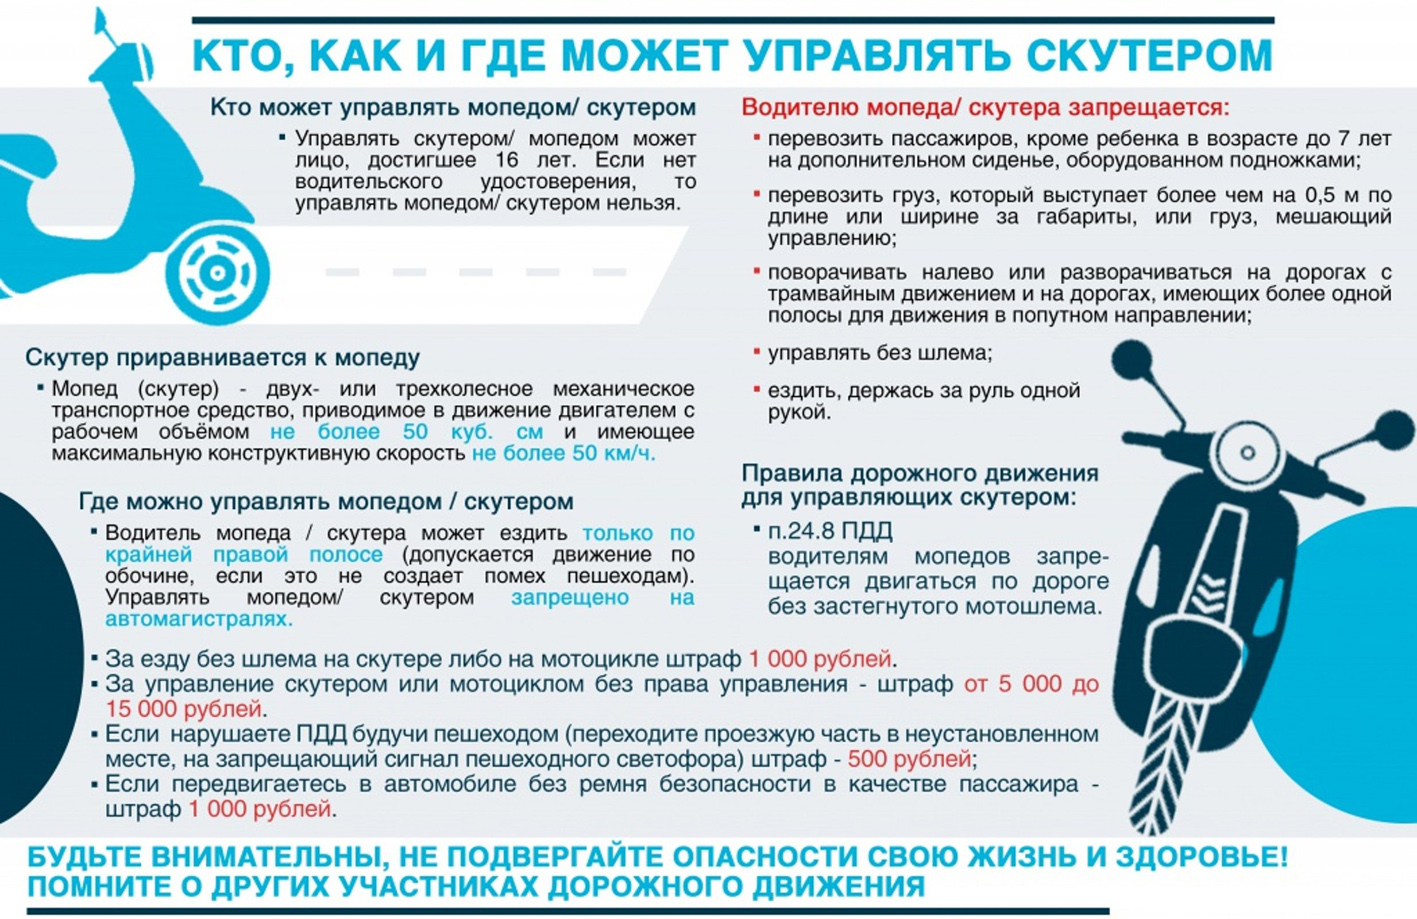 КТО, КАК И ГДЕ МОЖЕТ УПРАВЛЯТЬ СКУТЕРОМ
Кто может управлять мопедом/ скутером
▪ Управлять скутером/ мопедом может
лицо, достигшее 16 лет. Если нет
водительского удостоверения, то
управлять мопедом/ скутером нельзя.
Скутер приравнивается к мопеду
▪ Мопед (скутер) - двух- или трехколесное механическое
транспортное средство, приводимое в движение двигателем с
рабочем объёмом не более 50 куб. см и имеющее
максимальную конструктивную скорость не более 50 км/ч.
Где можно управлять мопедом / скутером
▪ Водитель мопеда / скутера может ездить только по
крайней правой полосе (допускается движение по
обочине, если это не создает помех пешеходам).
Управлять мопедом/ скутером запрещено на
автомагистралях.
Водителю мопеда/ скутера запрещается:
▪ перевозить пассажиров, кроме ребенка в возрасте до 7 лет
на дополнительном сиденье, оборудованном подножками;
▪ перевозить груз, который выступает более чем на 0,5 м по
длине или ширине за габариты, или груз, мешающий
управлению;
▪ поворачивать налево или разворачиваться на дорогах с
трамвайным движением и на дорогах, имеющих более одной
полосы для движения в попутном направлении;
▪ управлять без шлема;
▪ ездить, держась за руль одной
рукой.
Правила дорожного движения
для управляющих скутером:
▪ п.24.8 ПДД
водителям мопедов запре-
щается двигаться по дороге
без застегнутого мотошлема.
▪ За езду без шлема на скутере либо на мотоцикле штраф 1 000 рублей.
▪ За управление скутером или мотоциклом без права управления - штраф от 5 000 до
15 000 рублей.
▪ Если нарушаете ПДД будучи пешеходом (переходите проезжую часть в неустановленном
месте, на запрещающий сигнал пешеходного светофора) штраф - 500 рублей;
▪ Если передвигаетесь в автомобиле без ремня безопасности в качестве пассажира -
штраф 1 000 рублей.
БУДЬТЕ ВНИМАТЕЛЬНЫ, НЕ ПОДВЕРГАЙТЕ ОПАСНОСТИ СВОЮ ЖИЗНЬ И ЗДОРОВЬЕ!
ПОМНИТЕ О ДРУГИХ УЧАСТНИКАХ ДОРОЖНОГО ДВИЖЕНИЯ